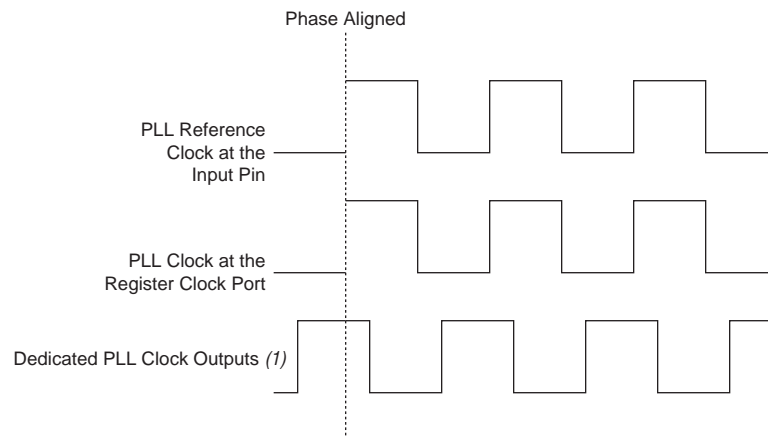 Phase Aligned
PLL Reference
Clock at the
Input Pin
PLL Clock at the
Register Clock Port
Dedicated PLL Clock Outputs (1)